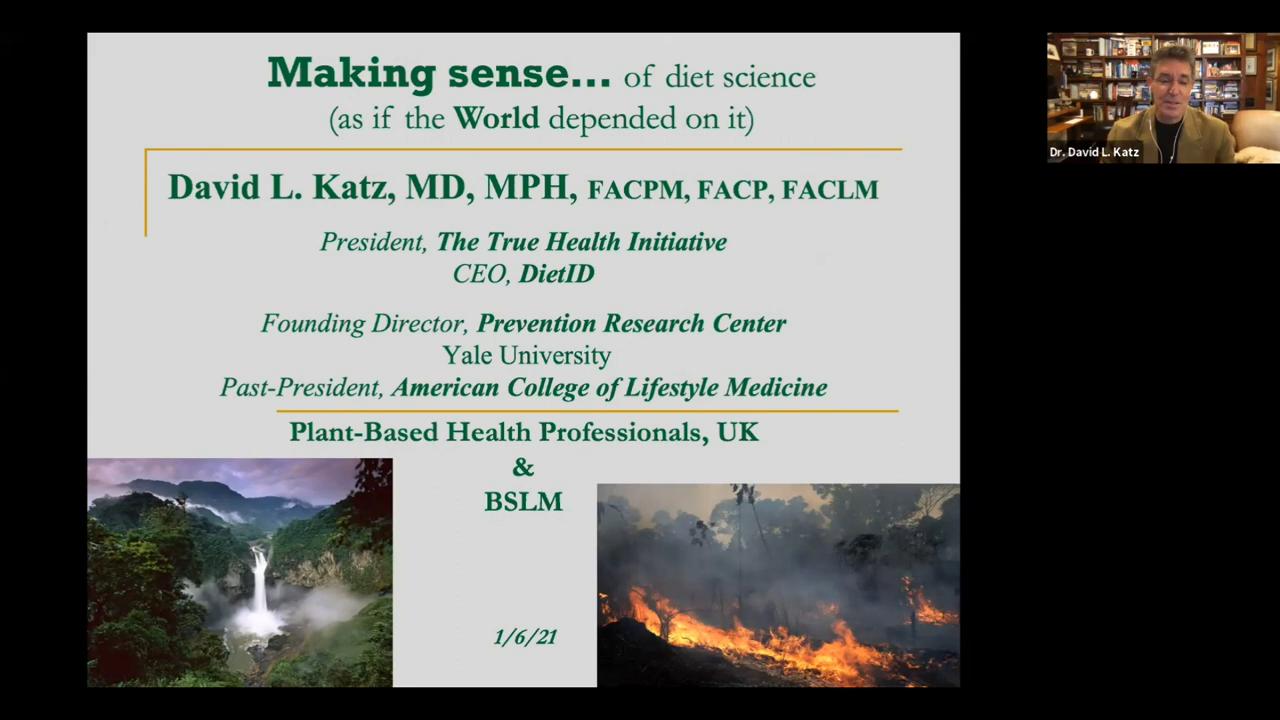 Making sense... of diet science
(as if the World depended on it)
David L. Katz, MD, MPH, FACPM, FACP, FACLM
President, The True Health Initiative
CEO, DietID
Founding Director, Prevention Research Center
Yale University
Past-President, American College of Lifestyle Medicine
Plant-Based Health Professionals, UK
&
BSLM
1/6/21
Dr. David L. Katz